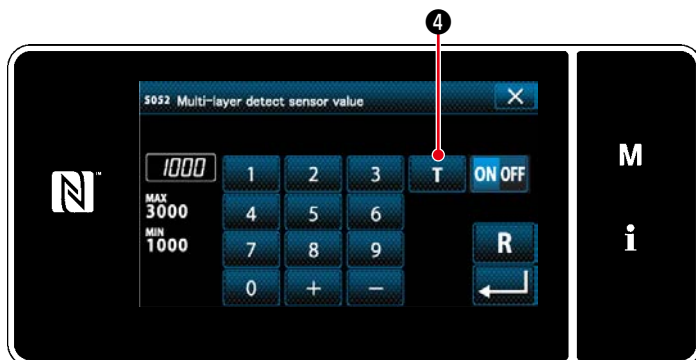 4
S052 Multi-layer detect sensor value
1000 1 2 3 T ON OFF
MAX
3000 4 5 6
MIN
1000 7 8 9 R
0 + −
N™
M
i